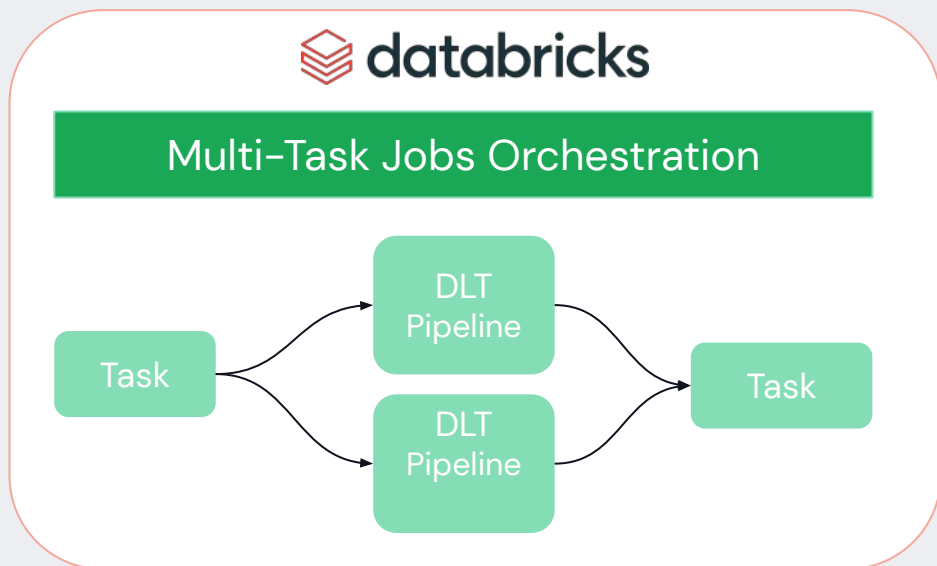 databricks
Multi-Task Jobs Orchestration
DLT
Pipeline
Task
Task
DLT
Pipeline